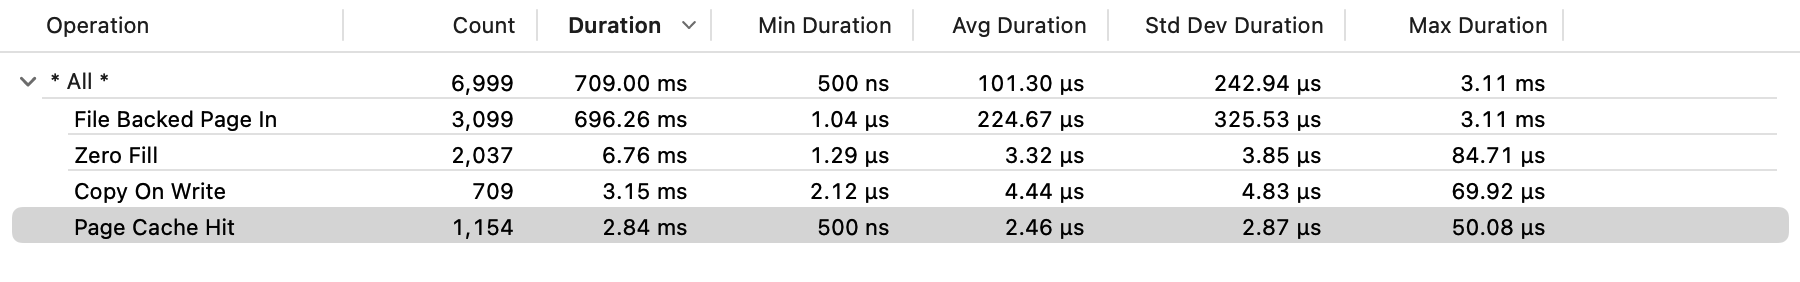 Operation Count Duration Min Duration Avg Duration Std Dev Duration Max Duration
* All * 6,999 709.00 ms 500 ns 101.30 µs 242.94 µs 3.11 ms
File Backed Page In 3,099 696.26 ms 1.04 µs 224.67 µs 325.53 µs 3.11 ms
Zero Fill 2,037 6.76 ms 1.29 µs 3.32 µs 3.85 µs 84.71 µs
Copy On Write 709 3.15 ms 2.12 µs 4.44 µs 4.83 µs 69.92 µs
Page Cache Hit 1,154 2.84 ms 500 ns 2.46 µs 2.87 µs 50.08 µs